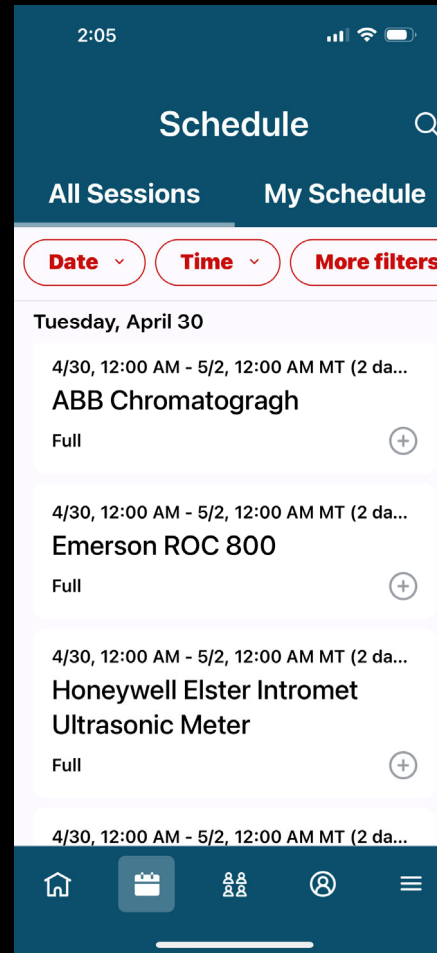 2:05
Schedule
All Sessions My Schedule
Date Time More filters
Tuesday, April 30
4/30, 12:00 AM - 5/2, 12:00 AM MT (2 da...
ABB Chromatogragh
Full
4/30, 12:00 AM - 5/2, 12:00 AM MT (2 da...
Emerson ROC 800
Full
4/30, 12:00 AM - 5/2, 12:00 AM MT (2 da...
Honeywell Elster Intromet
Ultrasonic Meter
Full
4/30, 12:00 AM - 5/2, 12:00 AM MT (2 da...